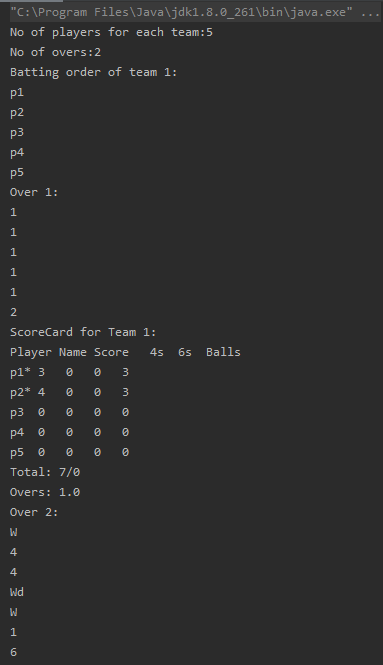 "C:\Program Files\Java\jdk1.8.0_261\bin\java.exe" ...
No of players for each team:5
No of overs:2
Batting order of team 1:
p1
p2
p3
p4
p5
Over 1:
1
1
1
1
1
2
ScoreCard for Team 1:
Player Name Score   4s  6s  Balls
p1* 3   0   0   3
p2* 4   0   0   3
p3  0   0   0   0
p4  0   0   0   0
p5  0   0   0   0
Total: 7/0
Overs: 1.0
Over 2:
W
4
4
Wd
W
1
6